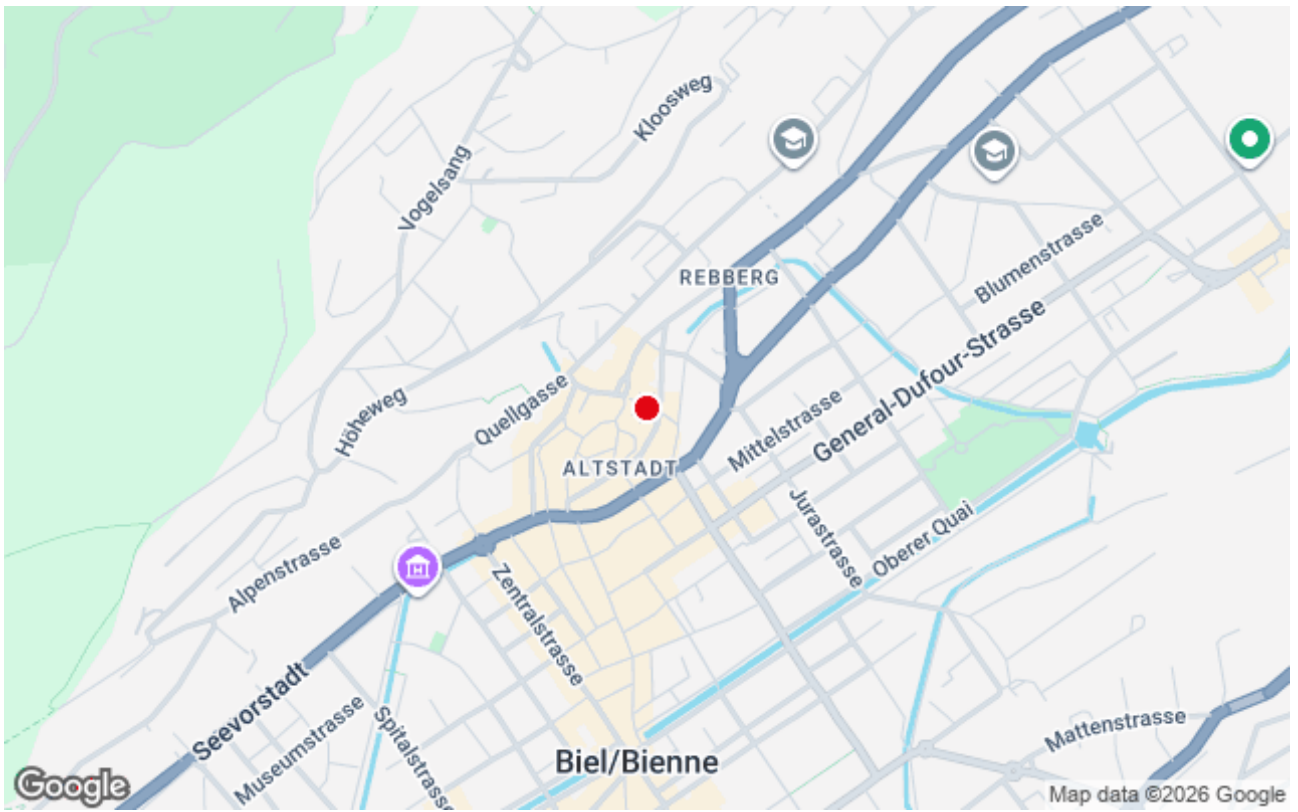 Kloosweg
Vogelsang
REBBERG
Blumenstrasse
General-Dufour-Strasse
Höheweg
Quellgasse
Mittelstrasse
ALTSTADT
Jurastrasse
Oberer Quai
Alpenstrasse
Zentralstrasse
Seevorstadt
Museumstrasse
Spitalstrasse
Mattenstrasse
Biel/Bienne
Google
Map data ©2026 Google